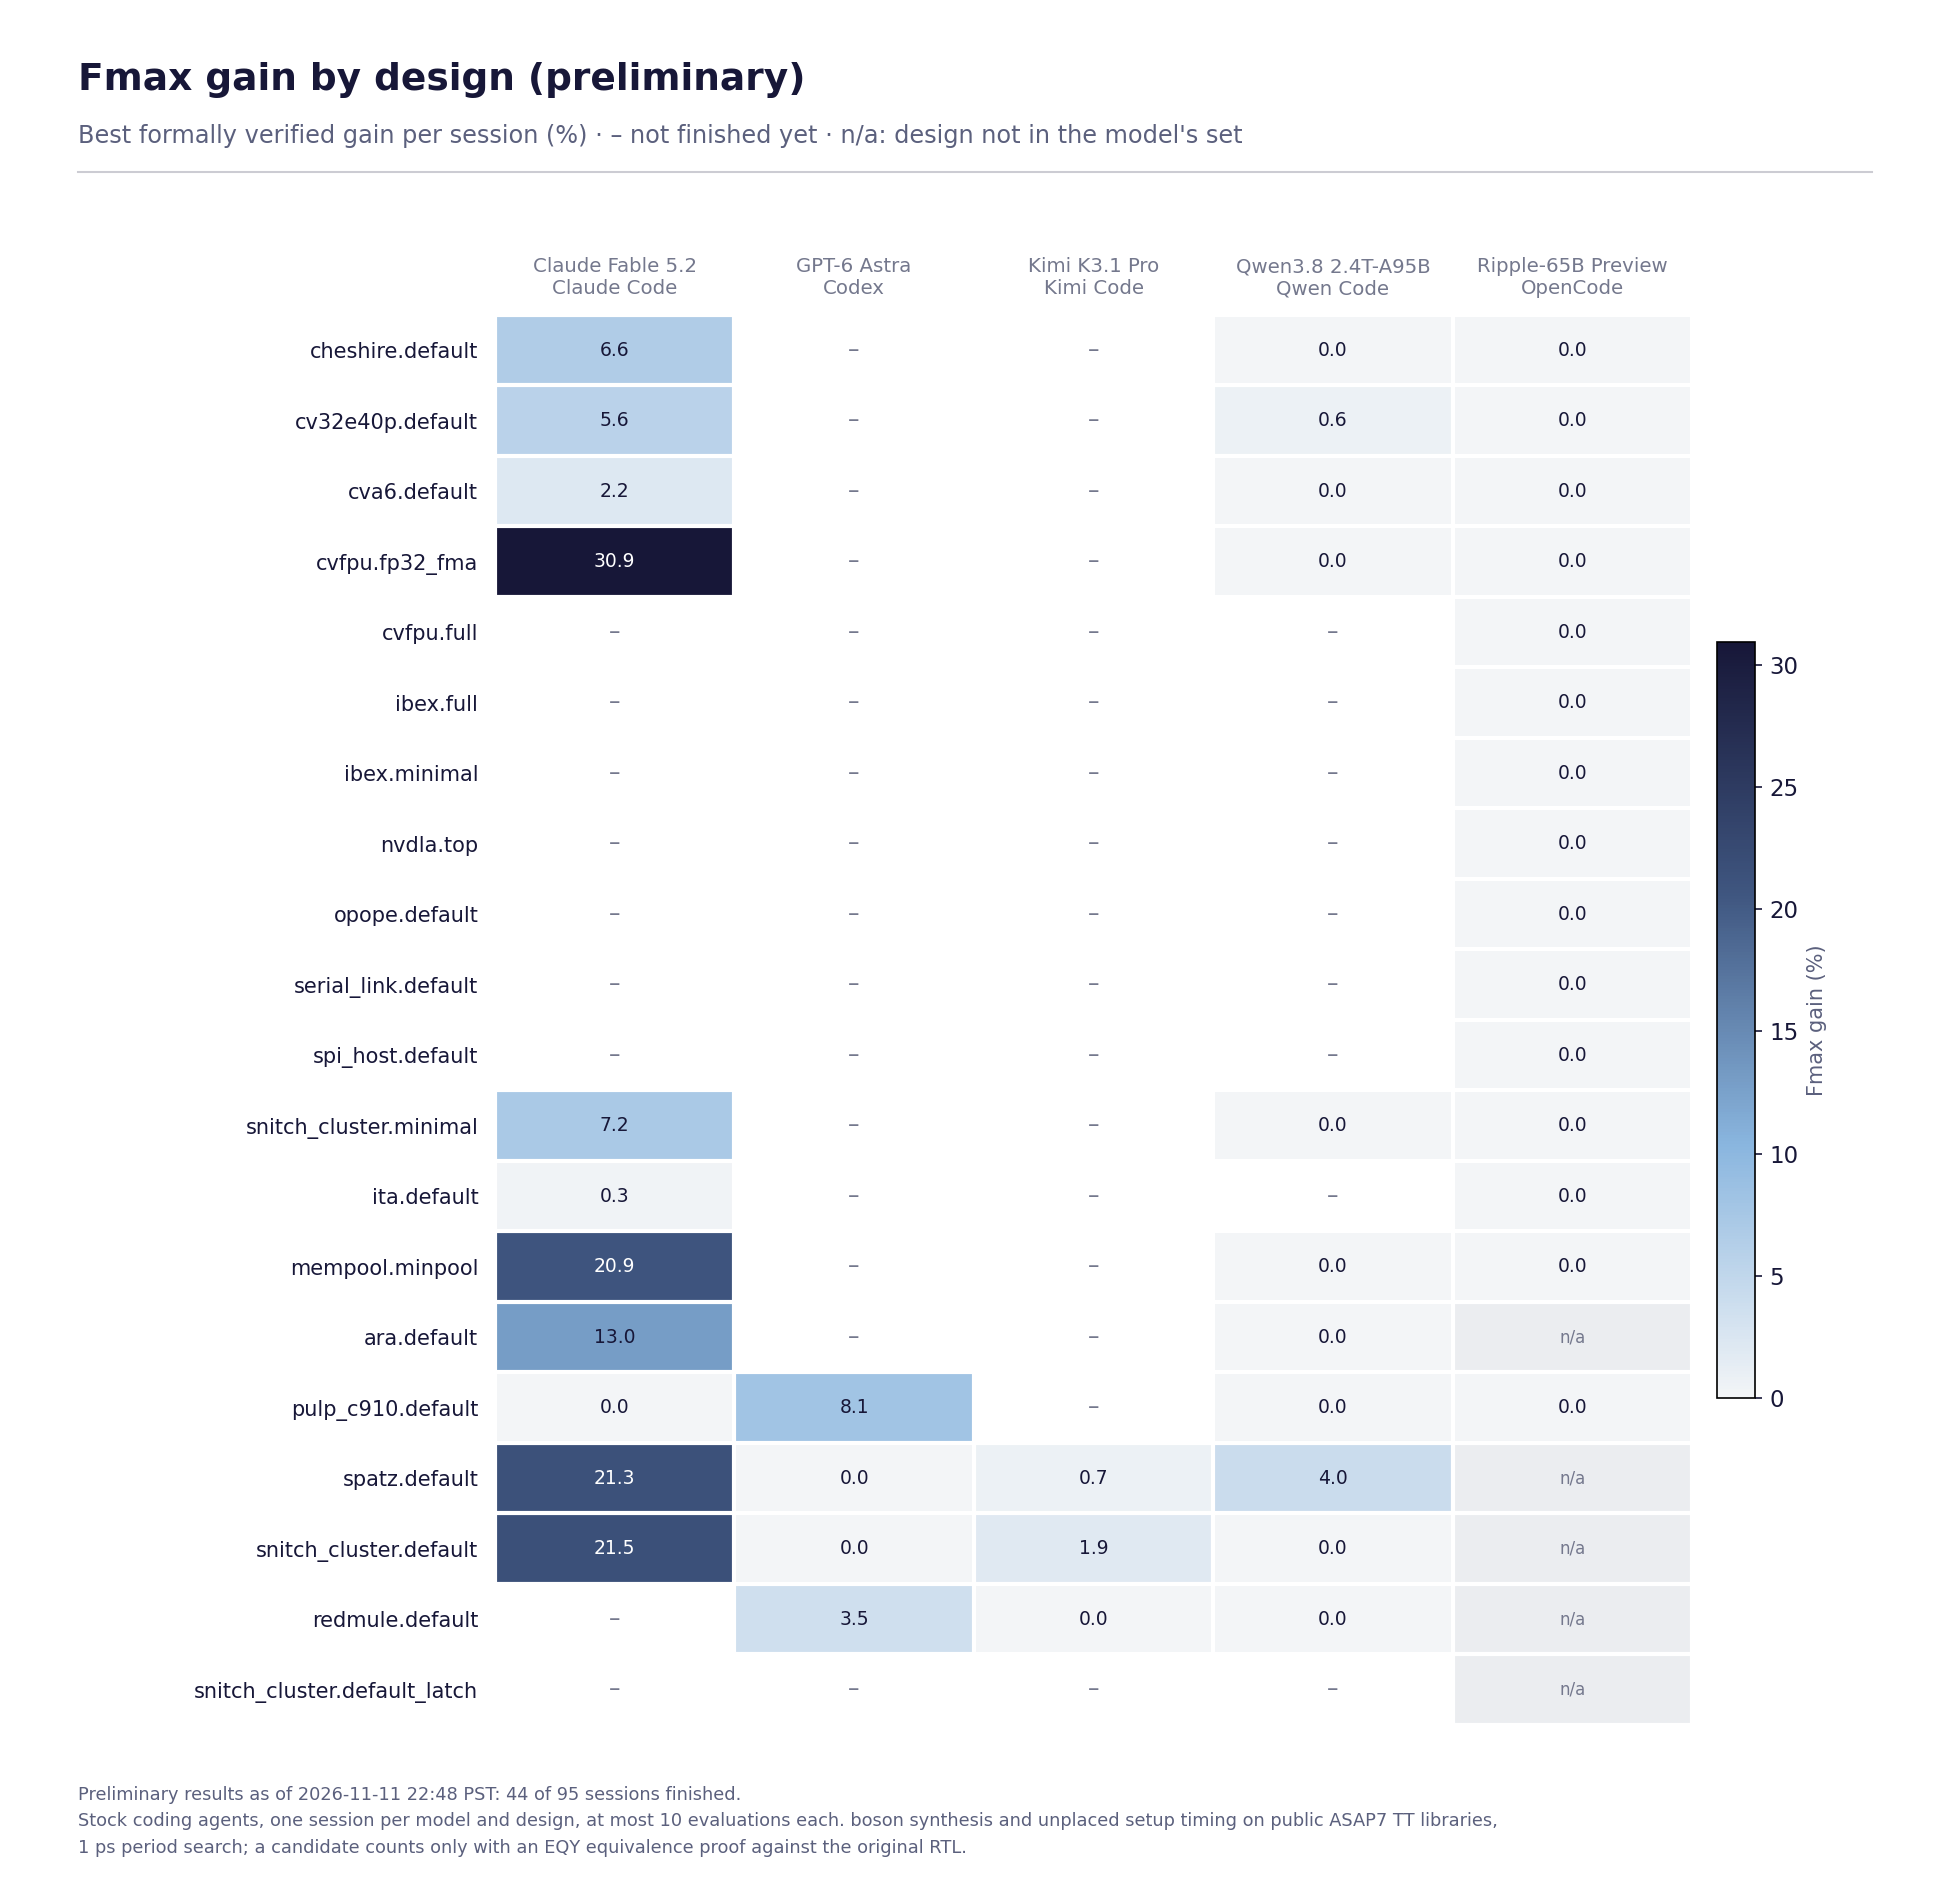 Fmax gain by design (preliminary)
Best formally verified gain per session (%) · – not finished yet · n/a: design not in the model's set
Claude Fable 5.2 GPT-6 Astra Kimi K3.1 Pro Qwen3.8 2.4T-A95B Ripple-65B Preview
Claude Code Codex Kimi Code Qwen Code OpenCode
cheshire.default 6.6 – – 0.0 0.0
cv32e40p.default 5.6 – – 0.6 0.0
cva6.default 2.2 – – 0.0 0.0
cvfpu.fp32_fma 30.9 – – 0.0 0.0
cvfpu.full – – – – 0.0
ibex.full – – – – 0.0
ibex.minimal – – – – 0.0
nvdla.top – – – – 0.0
opope.default – – – – 0.0
serial_link.default – – – – 0.0
spi_host.default – – – – 0.0
snitch_cluster.minimal 7.2 – – 0.0 0.0
ita.default 0.3 – – – 0.0
mempool.minpool 20.9 – – 0.0 0.0
ara.default 13.0 – – 0.0 n/a
pulp_c910.default 0.0 8.1 – 0.0 0.0
spatz.default 21.3 0.0 0.7 4.0 n/a
snitch_cluster.default 21.5 0.0 1.9 0.0 n/a
redmule.default – 3.5 0.0 0.0 n/a
snitch_cluster.default_latch – – – – n/a
30
25
20
15
10
5
0
Fmax gain (%)
Preliminary results as of 2026-11-11 22:48 PST: 44 of 95 sessions finished.
Stock coding agents, one session per model and design, at most 10 evaluations each. boson synthesis and unplaced setup timing on public ASAP7 TT libraries,
1 ps period search; a candidate counts only with an EQY equivalence proof against the original RTL.